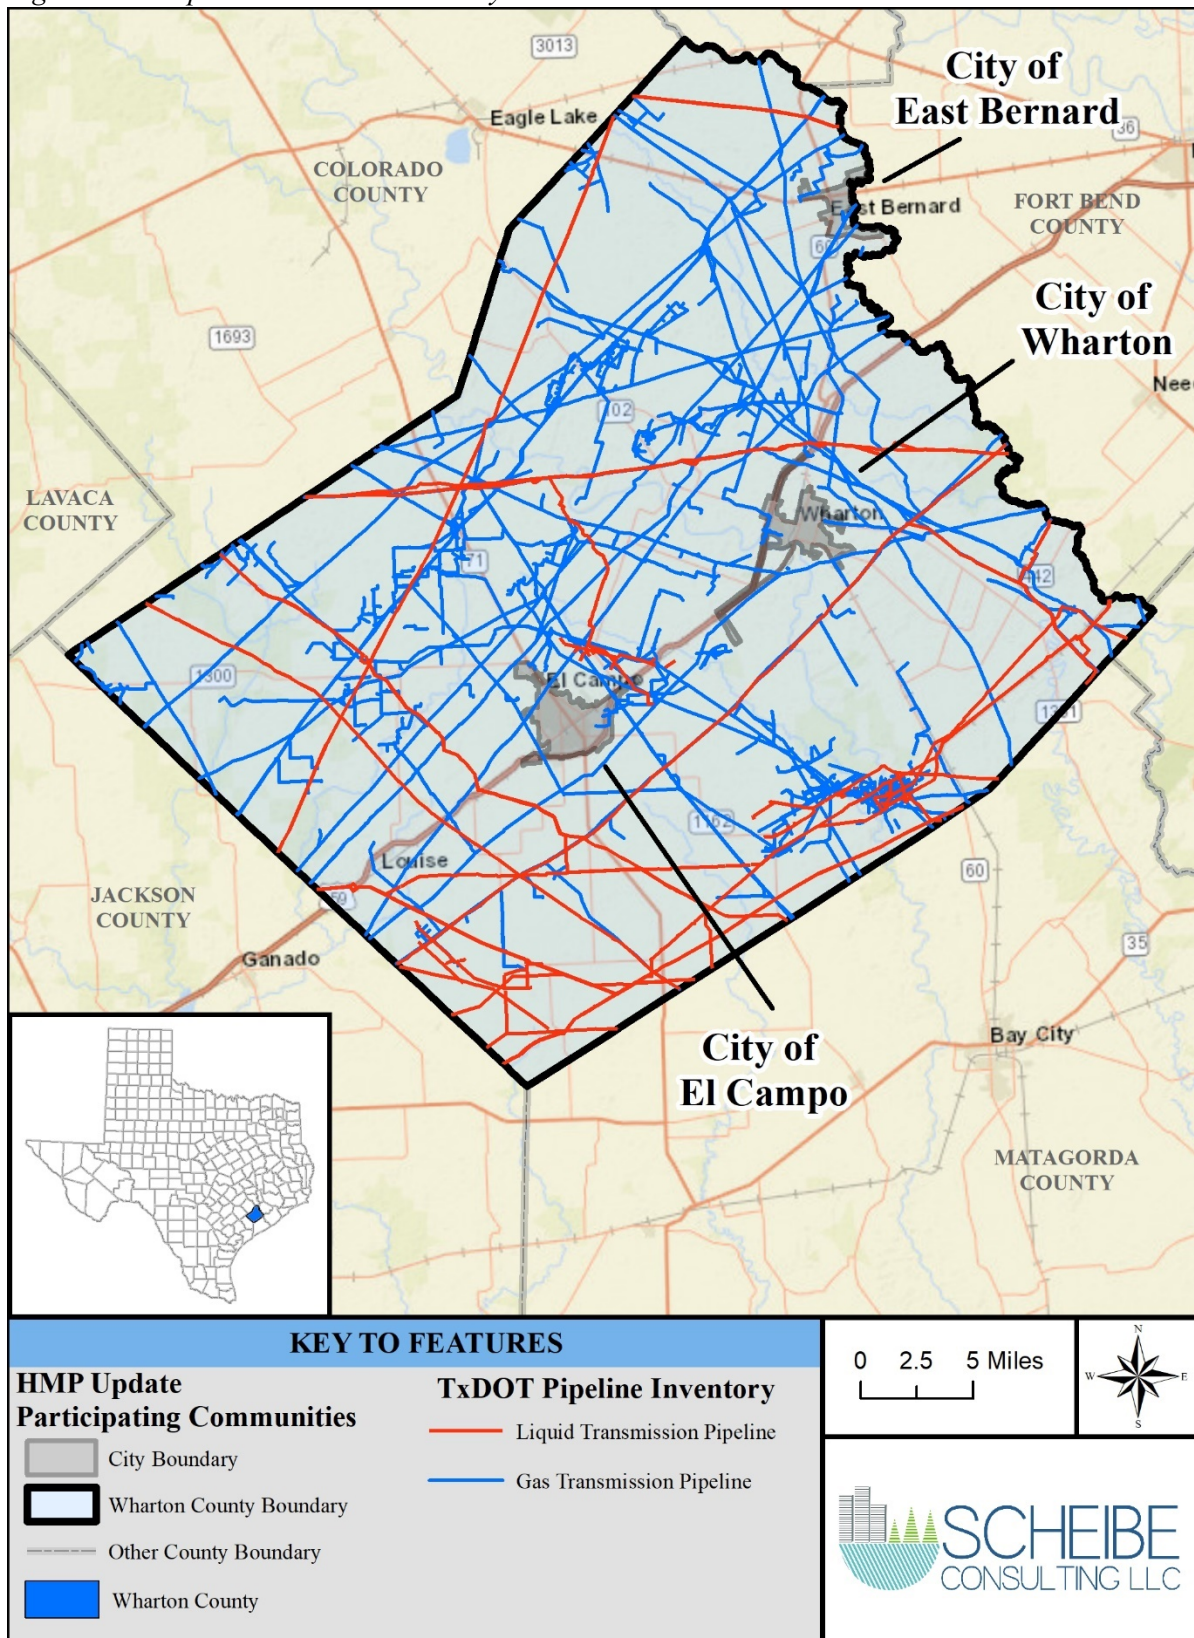 3013
City of
East Bernard
Eagle Lake
36
COLORADO
COUNTY
East Bernard
FORT BEND
COUNTY
60
City of
Wharton
1693
102
LAVACA
COUNTY
Wharton
71
442
1300
El Campo
1301
1162
Louise
60
JACKSON
COUNTY
59
35
Ganado
Bay City
City of
El Campo
MATAGORDA
COUNTY
KEY TO FEATURES
HMP Update
Participating Communities
City Boundary
Wharton County Boundary
Other County Boundary
Wharton County
TxDOT Pipeline Inventory
Liquid Transmission Pipeline
Gas Transmission Pipeline
0 2.5 5 Miles
N
W E
S
SCHEIBE
CONSULTING LLC